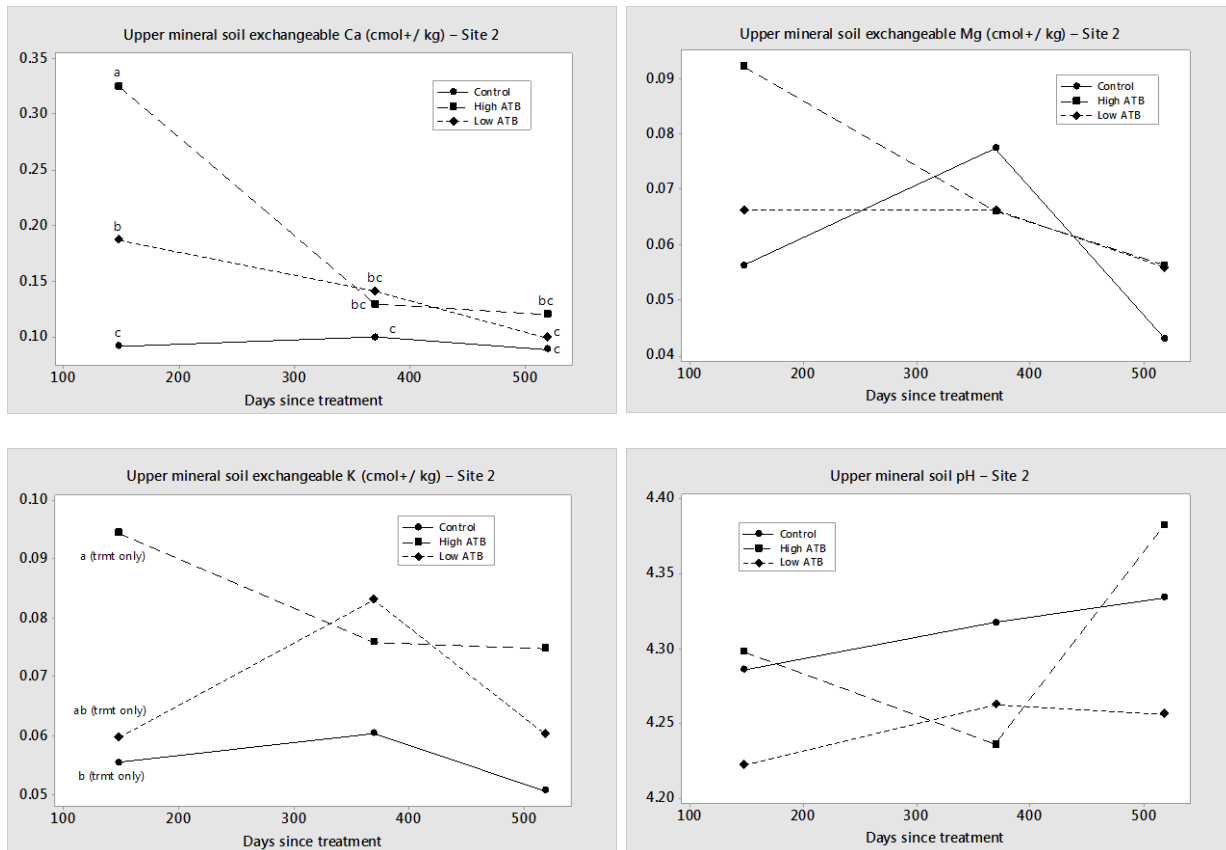 Upper mineral soil exchangeable Ca (cmol+/ kg) – Site 2
0.35
0.30
0.25
0.20
0.15
0.10
a
b
c
bc
bc
c
bc
c
c
Control
High ATB
Low ATB
100 200 300 400 500
Days since treatment
Upper mineral soil exchangeable Mg (cmol+/ kg) – Site 2
0.09
0.08
0.07
0.06
0.05
0.04
Control
High ATB
Low ATB
100 200 300 400 500
Days since treatment
Upper mineral soil exchangeable K (cmol+/ kg) – Site 2
0.10
0.09
0.08
0.07
0.06
0.05
a (trmt only)
ab (trmt only)
b (trmt only)
Control
High ATB
Low ATB
100 200 300 400 500
Days since treatment
Upper mineral soil pH – Site 2
4.40
4.35
4.30
4.25
4.20
Control
High ATB
Low ATB
100 200 300 400 500
Days since treatment